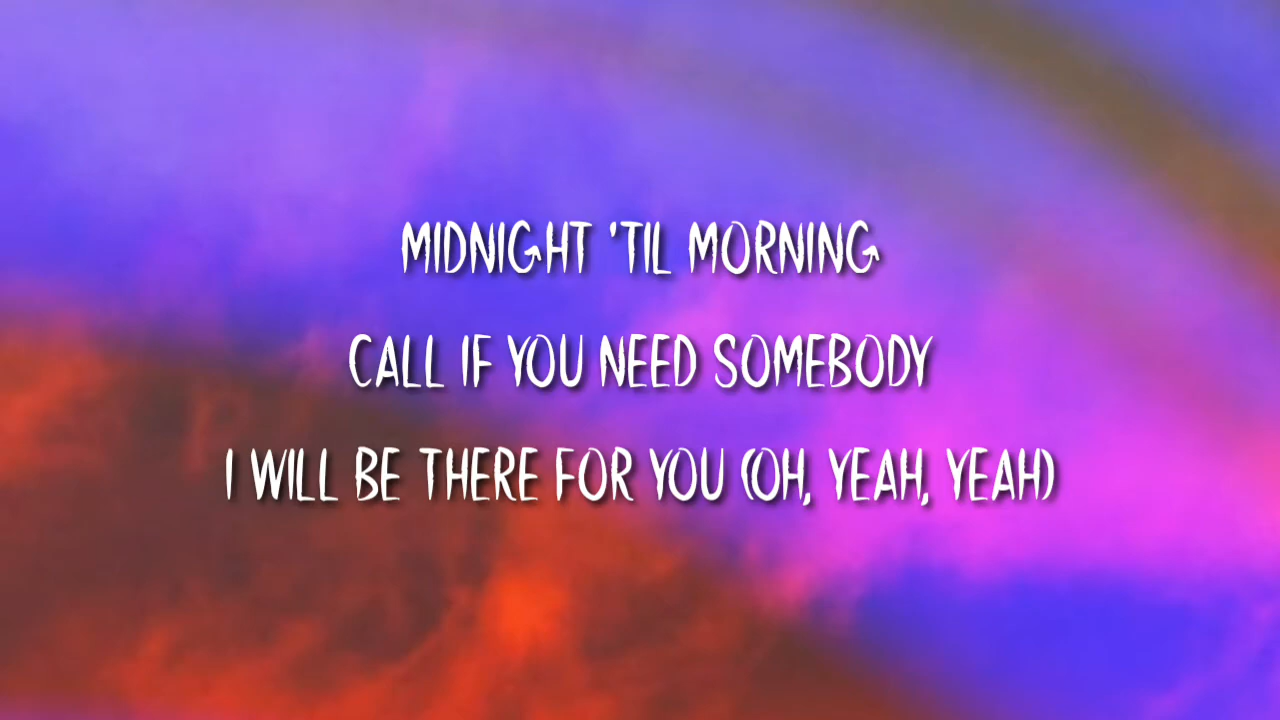 MIDNIGHT 'TIL MORNING
CALL IF YOU NEED SOMEBODY
I WILL BE THERE FOR YOU (OH, YEAH, YEAH)